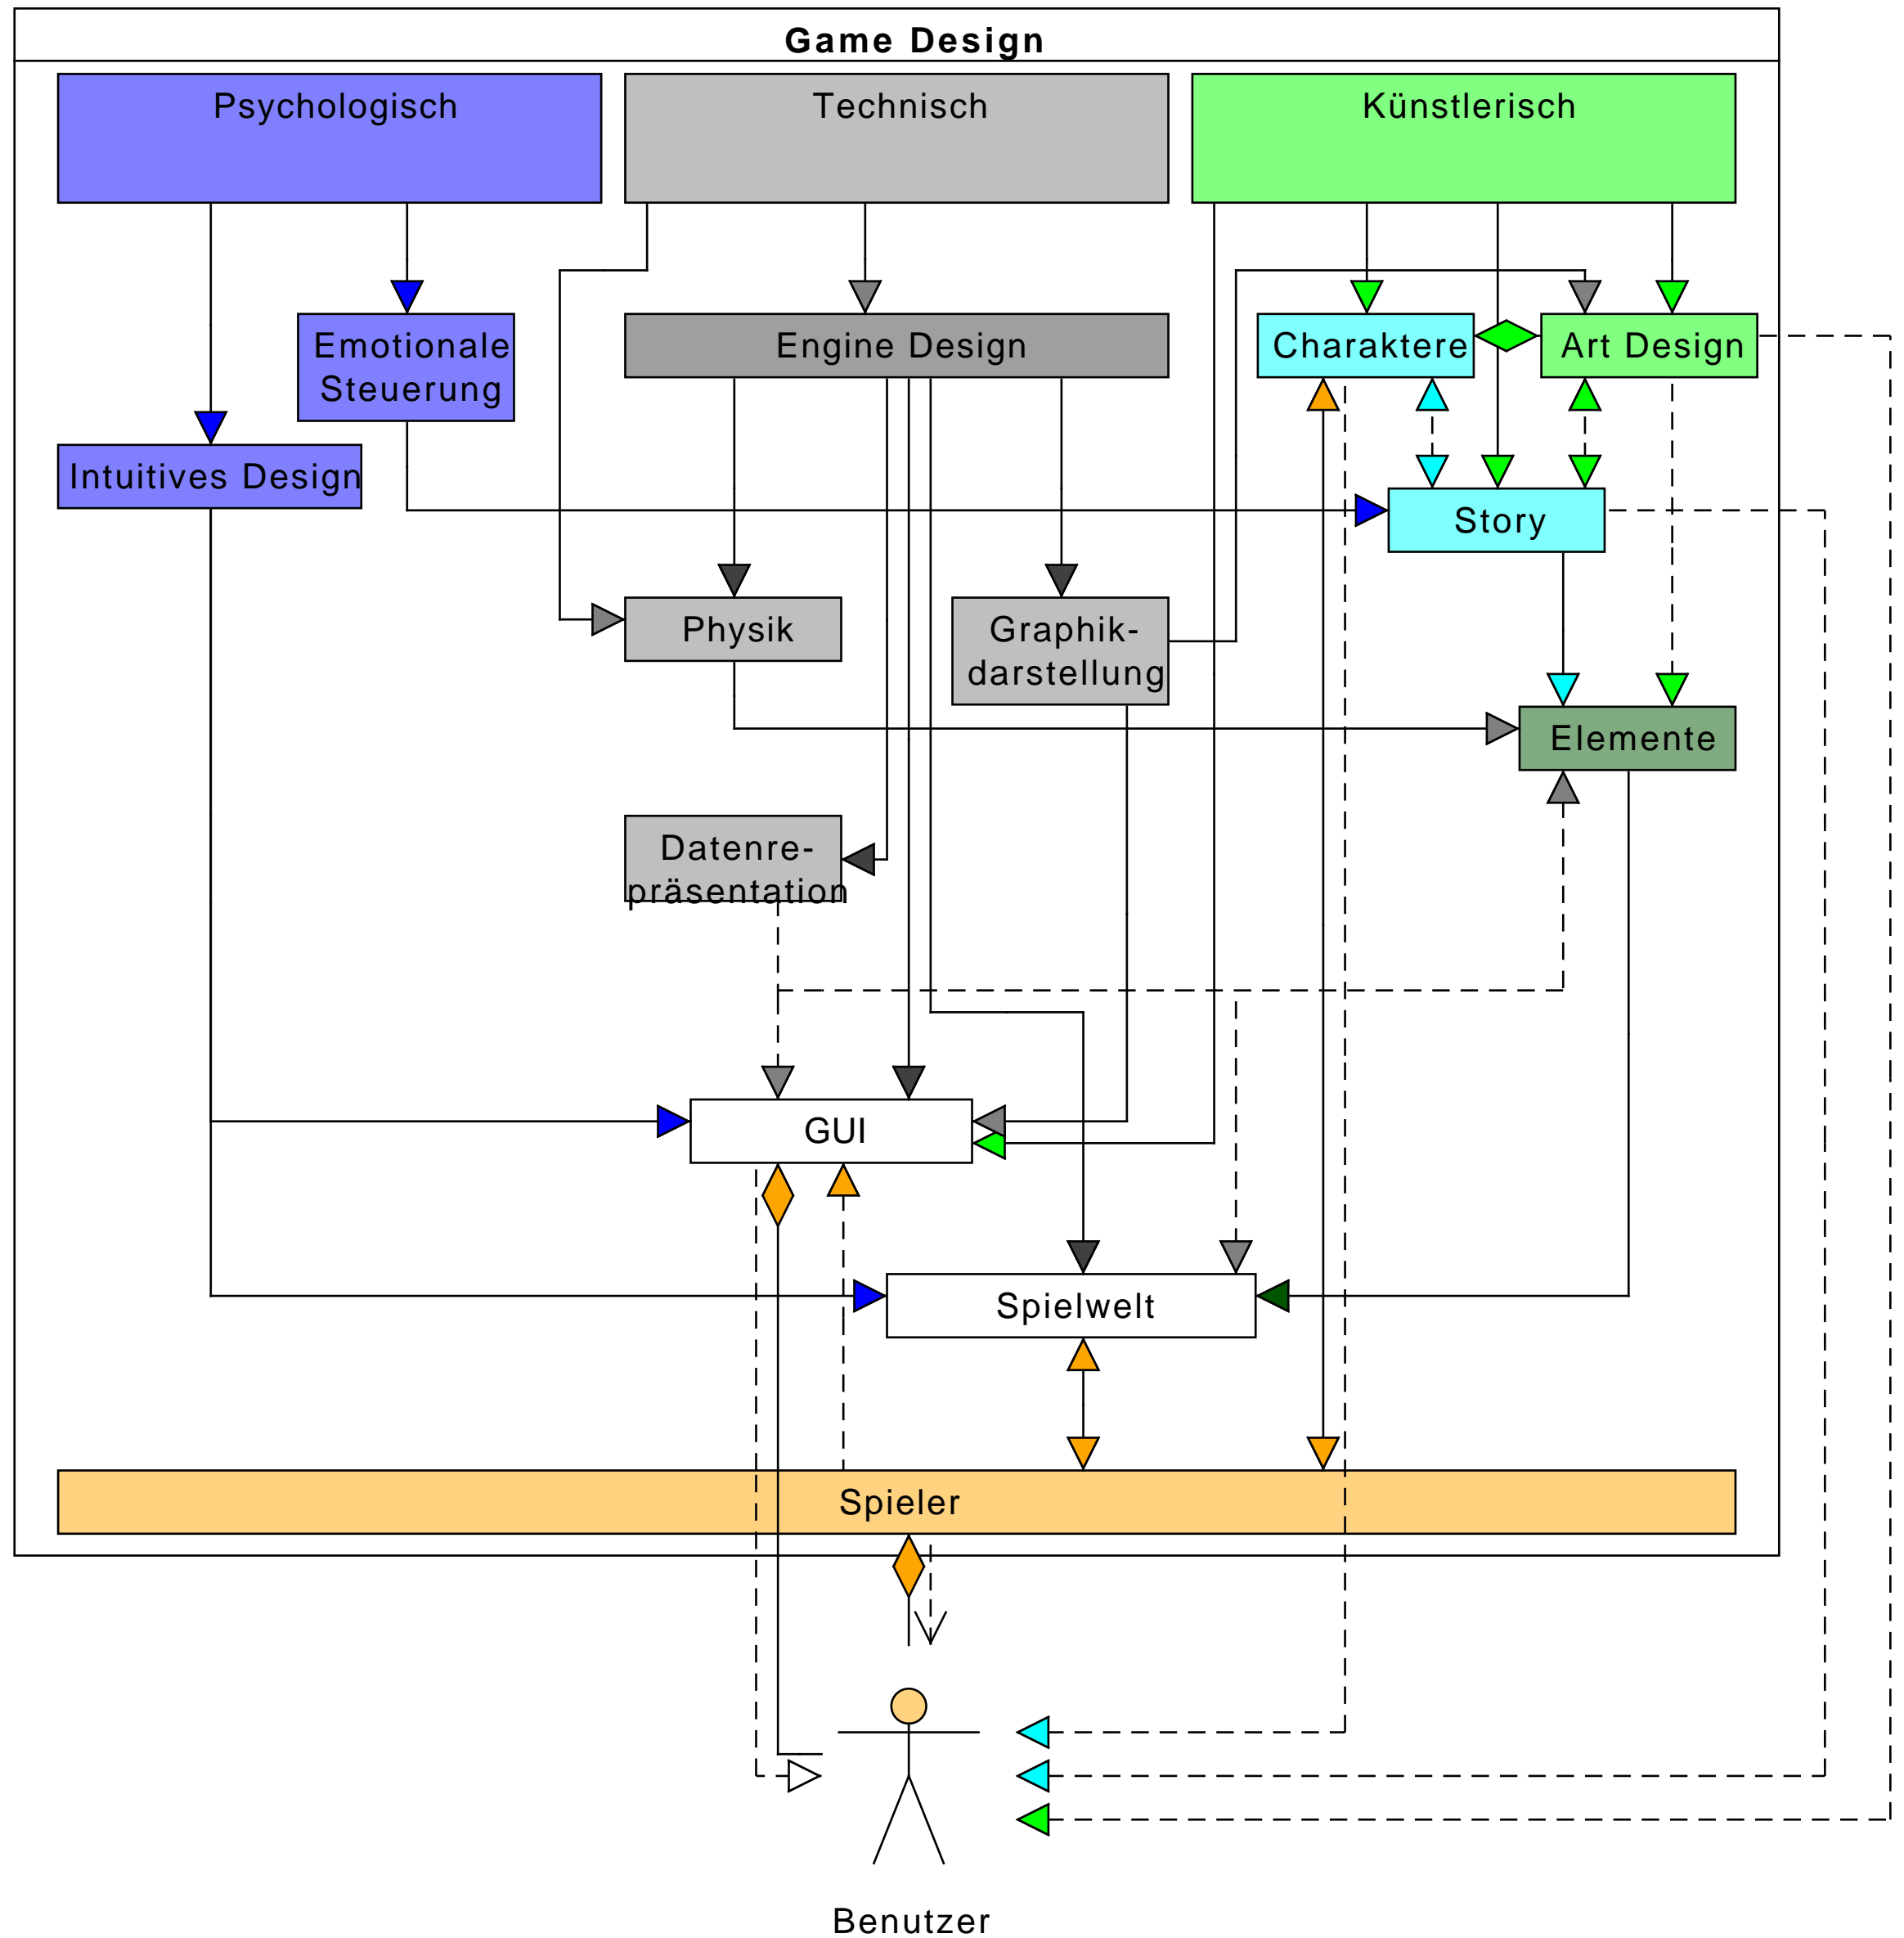 Game Design
Psychologisch
Technisch
Künstlerisch
Emotionale
Steuerung
Engine Design
Charaktere
Art Design
Intuitives Design
Story
Physik
Graphik-
darstellung
Elemente
Datenre-
präsentation
GUI
Spielwelt
Spieler
Benutzer